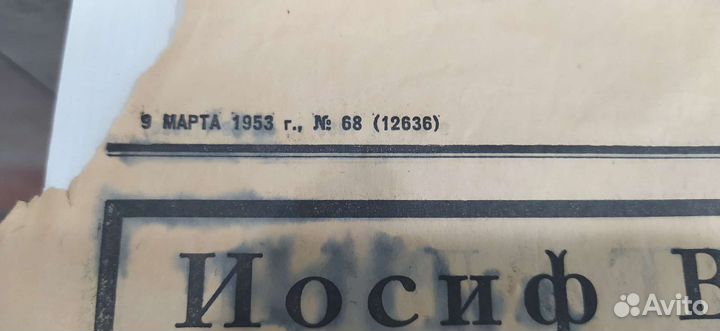 9 МАРТА 1953 г., № 68 (12636)
Иосиф В
Avito